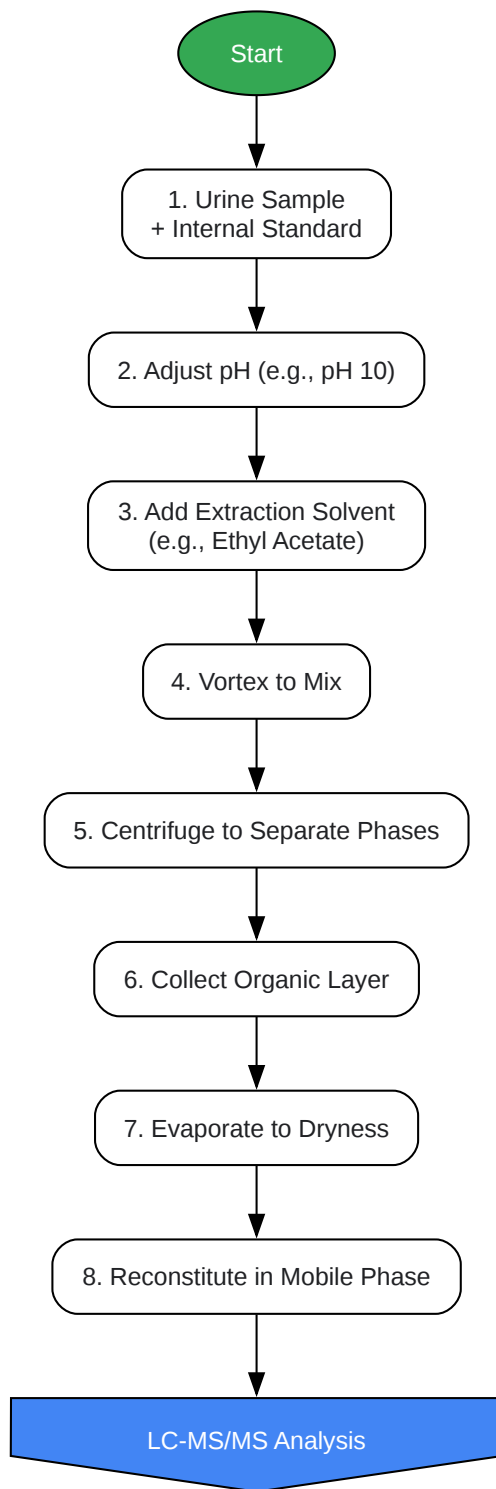 Start
1. Urine Sample
+ Internal Standard
2. Adjust pH (e.g., pH 10)
3. Add Extraction Solvent
(e.g., Ethyl Acetate)
4. Vortex to Mix
5. Centrifuge to Separate Phases
6. Collect Organic Layer
7. Evaporate to Dryness
8. Reconstitute in Mobile Phase
LC-MS/MS Analysis